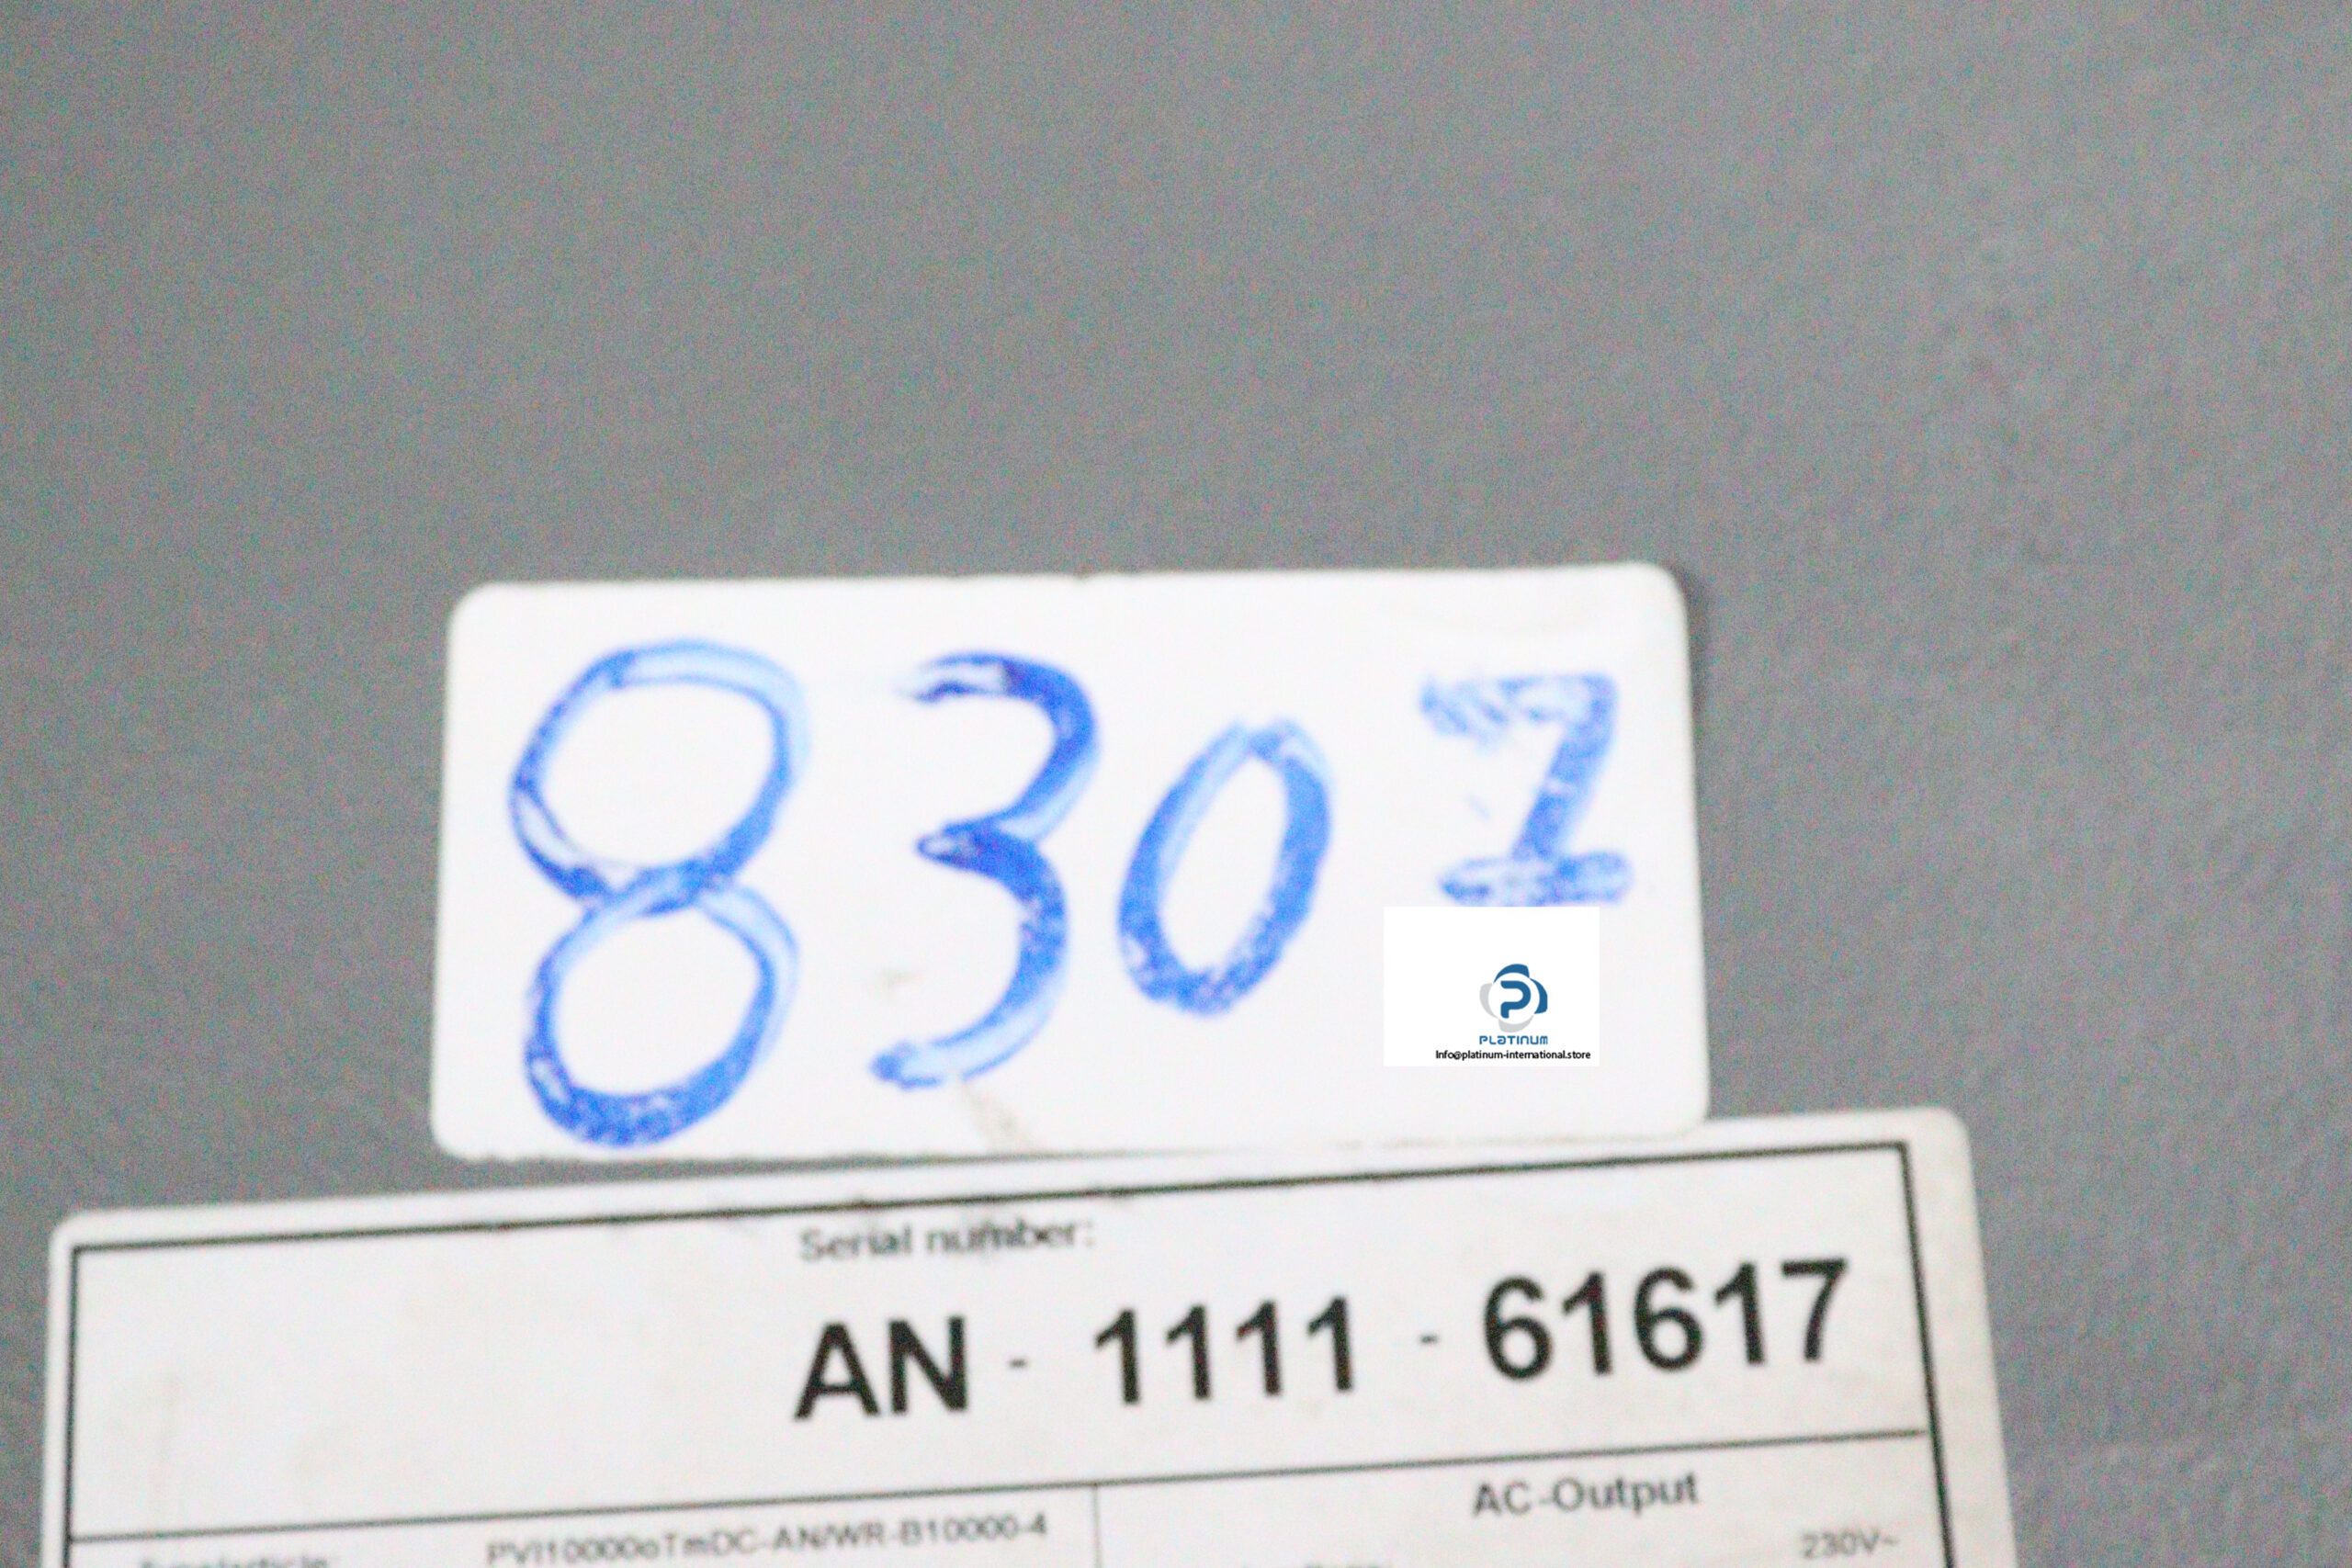 8307
PLATINUM
Info@platinum-international.store
Serial number:
AN - 1111 - 61617
AC-Output
PVI10000oTmDC-AN/WR-B10000-4
230V~